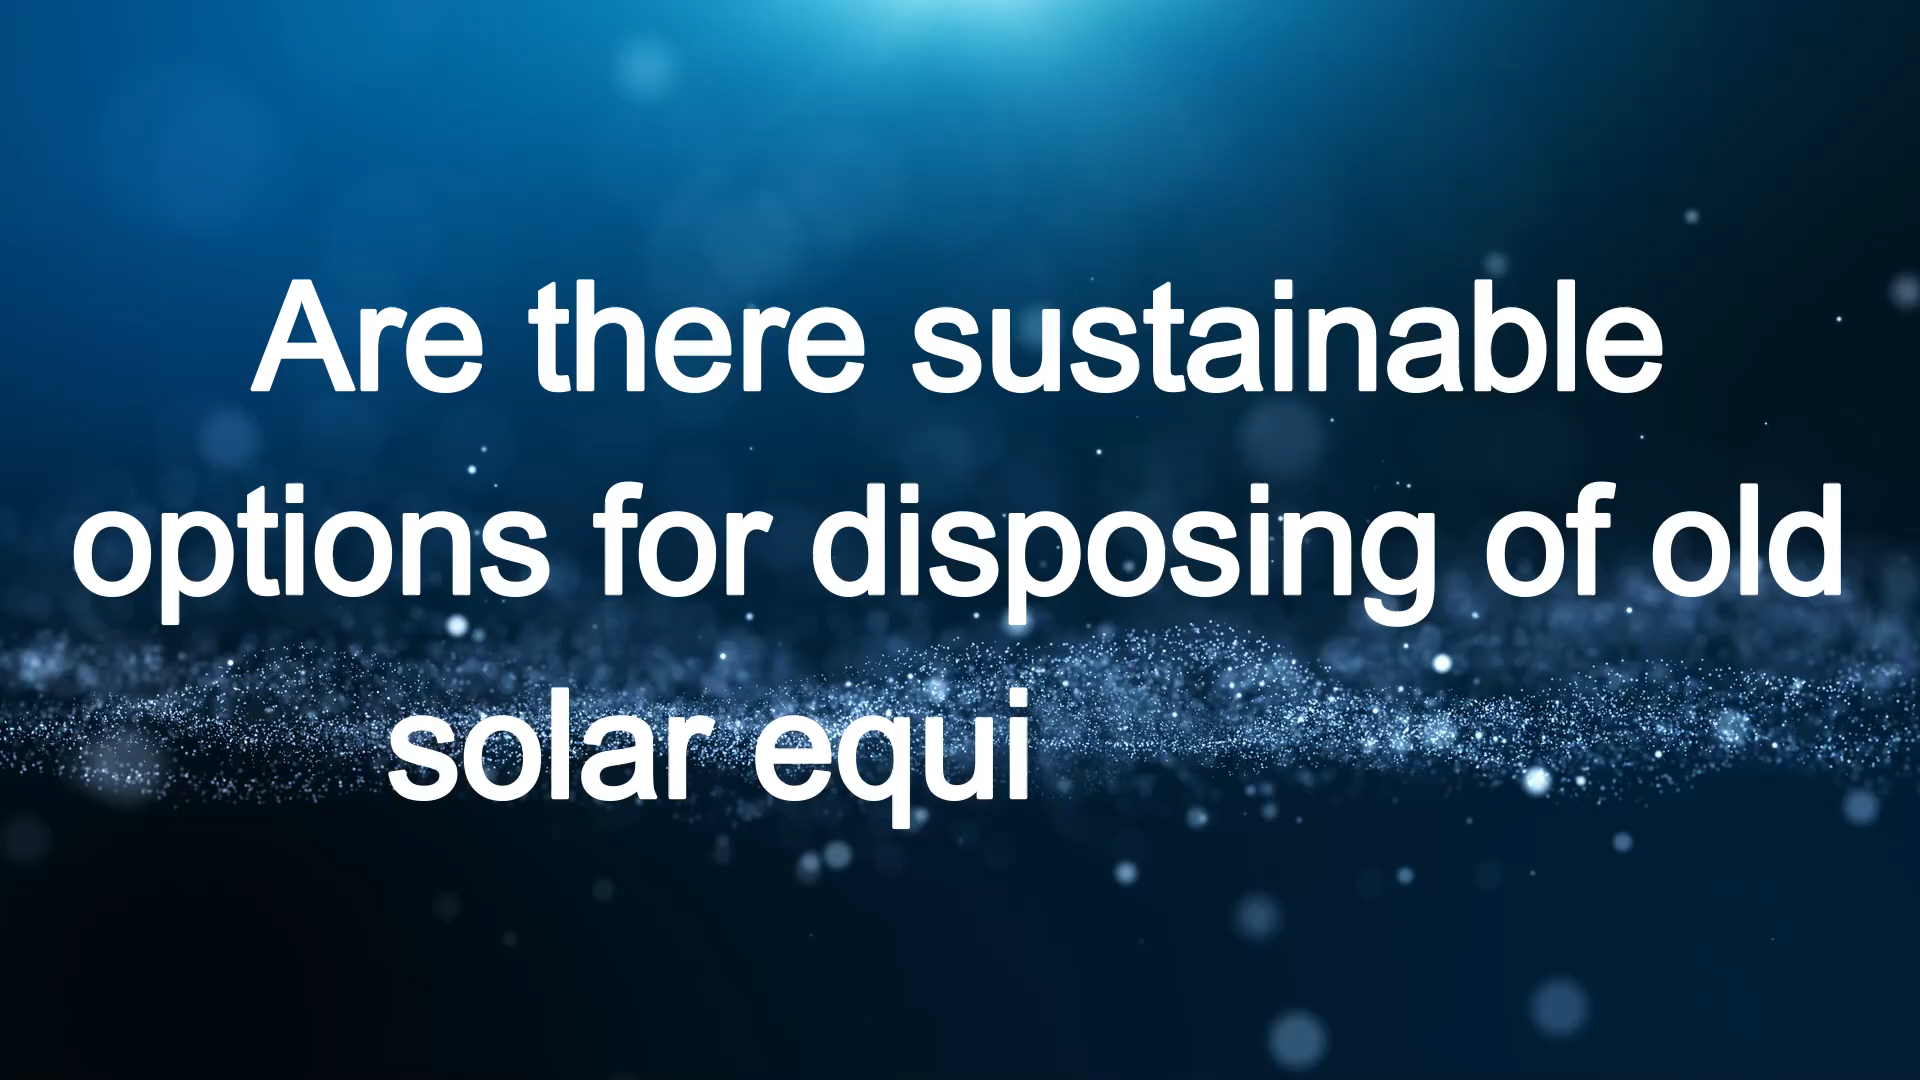 Are there sustainable
options for disposing of old
solar equi